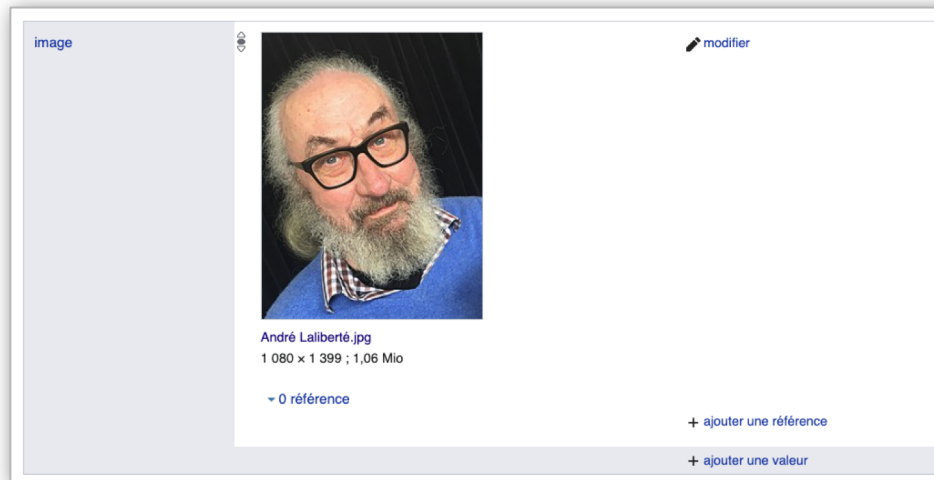 image
modifier
André Laliberté.jpg
1 080 × 1 399 ; 1,06 Mio
0 référence
+ ajouter une référence
+ ajouter une valeur